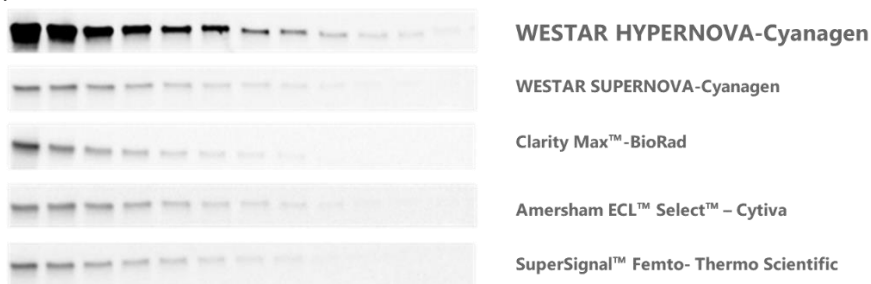 WESTAR HYPERNOVA-Cyanagen
WESTAR SUPERNOVA-Cyanagen
Clarity Max™-BioRad
Amersham ECL™ Select™ – Cytiva
SuperSignal™ Femto- Thermo Scientific